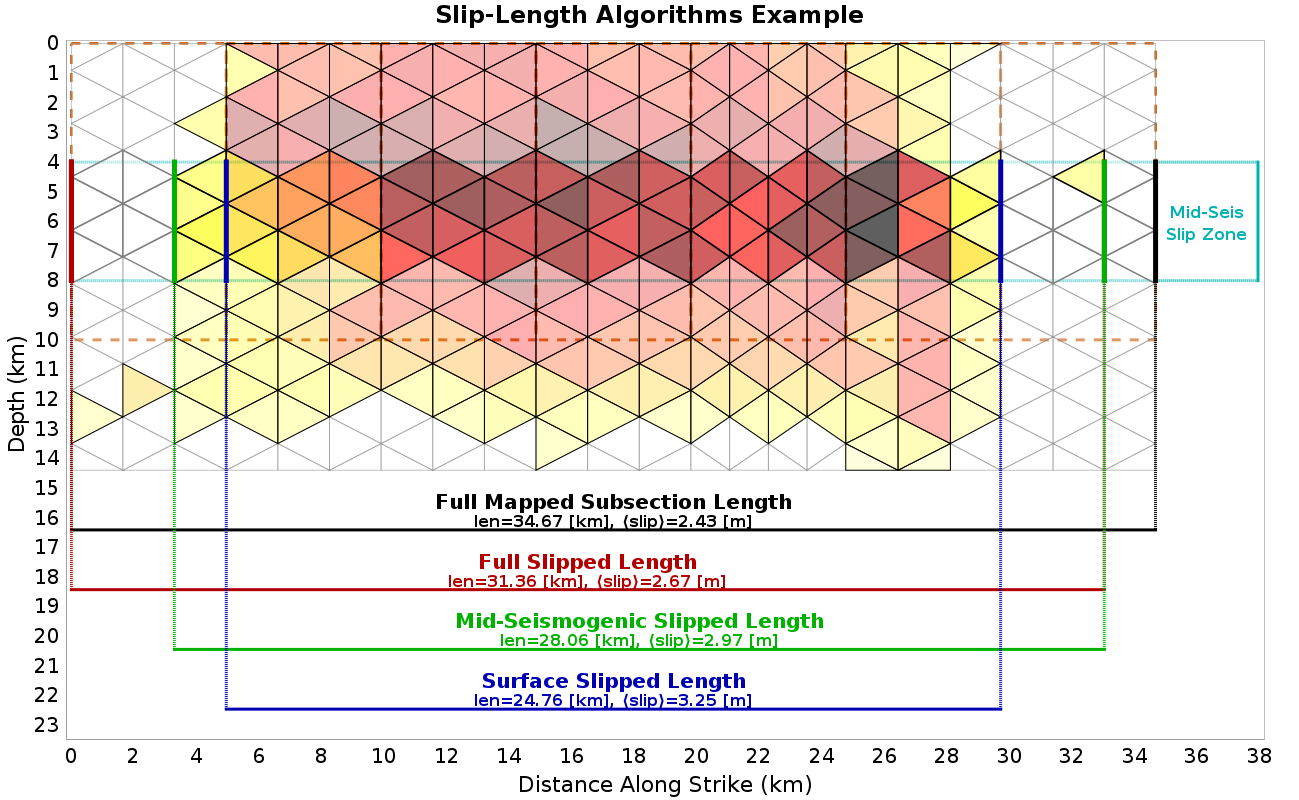 Slip-Length Algorithms Example
0
1
2
3
4
5
6
7
8
9
10
11
12
13
14
15
16
17
18
19
20
21
22
23
Depth (km)
Mid-Seis
Slip Zone
Full Mapped Subsection Length
len=34.67 [km], ⟨slip⟩=2.43 [m]
Full Slipped Length
len=31.36 [km], ⟨slip⟩=2.67 [m]
Mid-Seismogenic Slipped Length
len=28.06 [km], ⟨slip⟩=2.97 [m]
Surface Slipped Length
len=24.76 [km], ⟨slip⟩=3.25 [m]
0 2 4 6 8 10 12 14 16 18 20 22 24 26 28 30 32 34 36 38
Distance Along Strike (km)